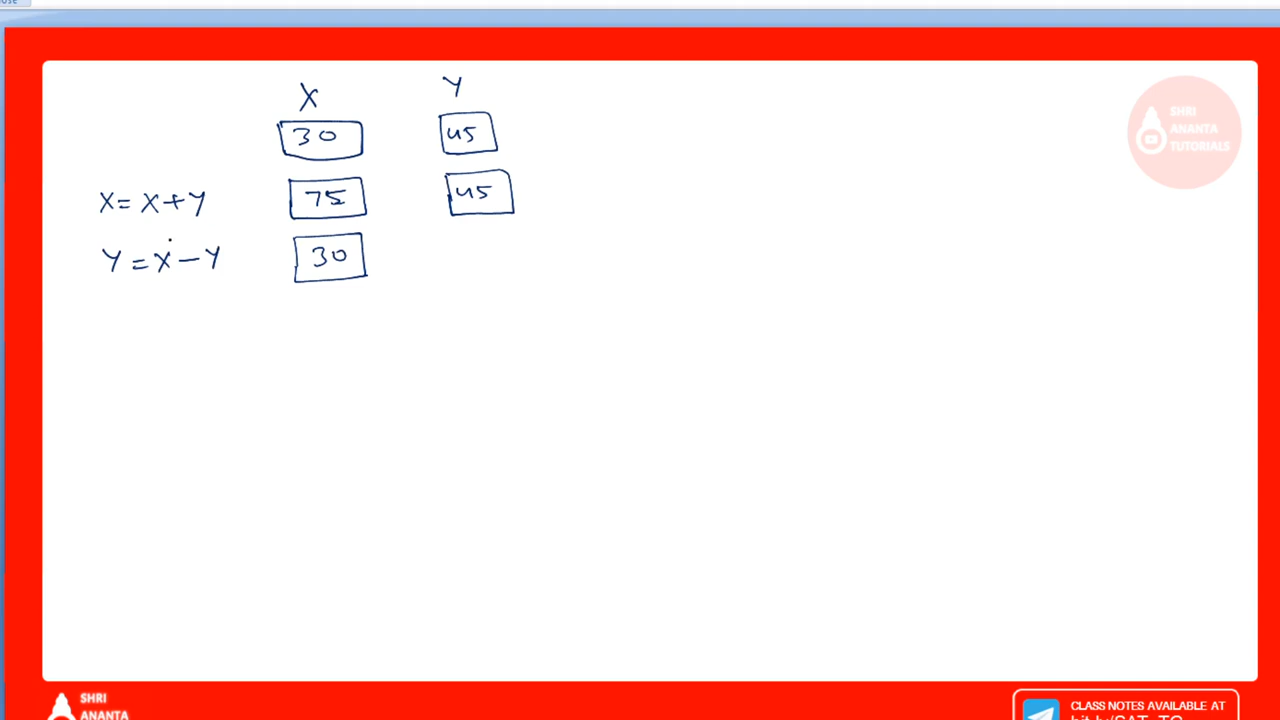 X Y
30 45
X = X + Y 75 45
Y = X - Y 30
SHRI
ANANTA
TUTORIALS
SHRI
ANANTA
CLASS NOTES AVAILABLE AT